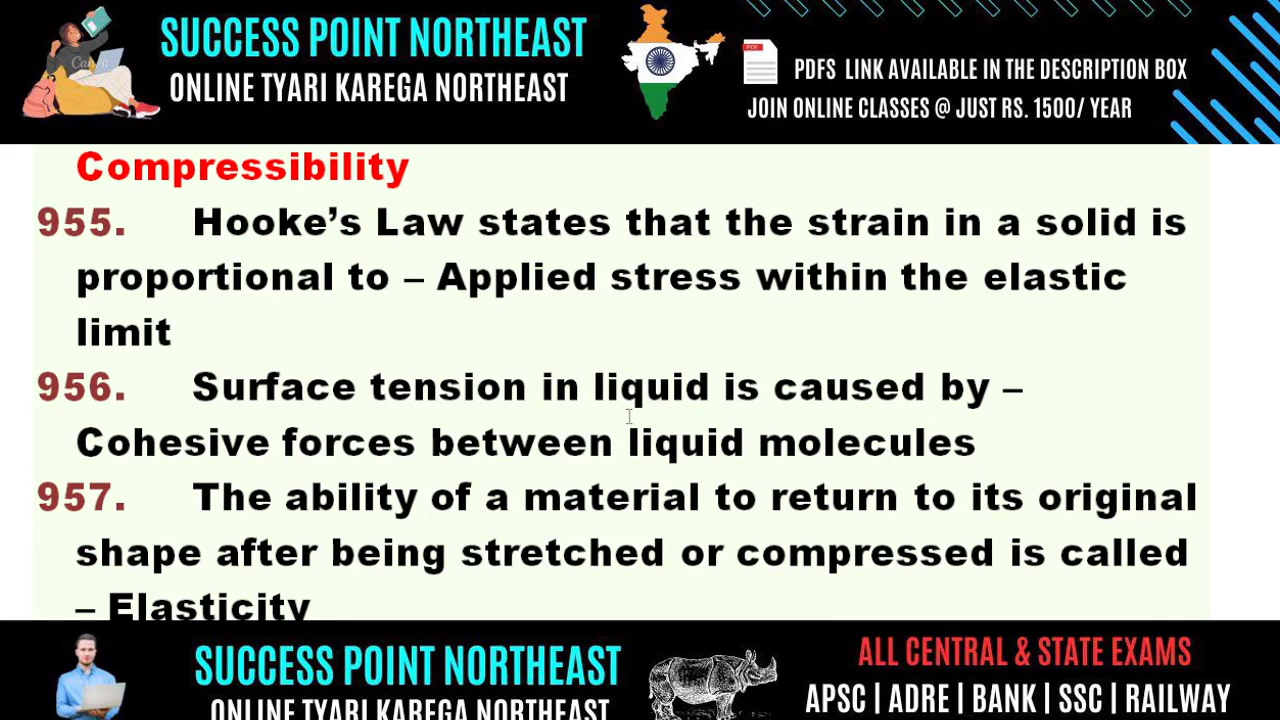 SUCCESS POINT NORTHEAST
ONLINE TYARI KAREGA NORTHEAST
Canva
PDF
PDFS LINK AVAILABLE IN THE DESCRIPTION BOX
JOIN ONLINE CLASSES @ JUST RS. 1500/ YEAR
Compressibility
955. Hooke’s Law states that the strain in a solid is
proportional to – Applied stress within the elastic
limit
956. Surface tension in liquid is caused by –
Cohesive forces between liquid molecules
957. The ability of a material to return to its original
shape after being stretched or compressed is called
– Elasticity
SUCCESS POINT NORTHEAST
ONLINE TYARI KAREGA NORTHEAST
ALL CENTRAL & STATE EXAMS
APSC | ADRE | BANK | SSC | RAILWAY